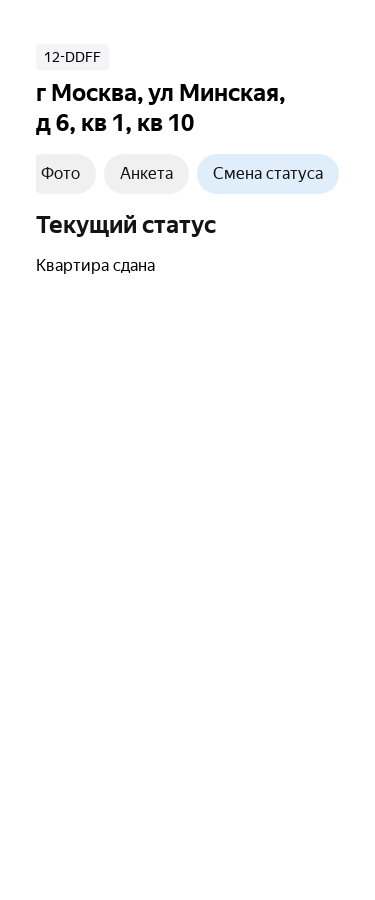 12-DDFF
г Москва, ул Минская,
д 6, кв 1, кв 10
Фото Анкета Смена статуса
Текущий статус
Квартира сдана